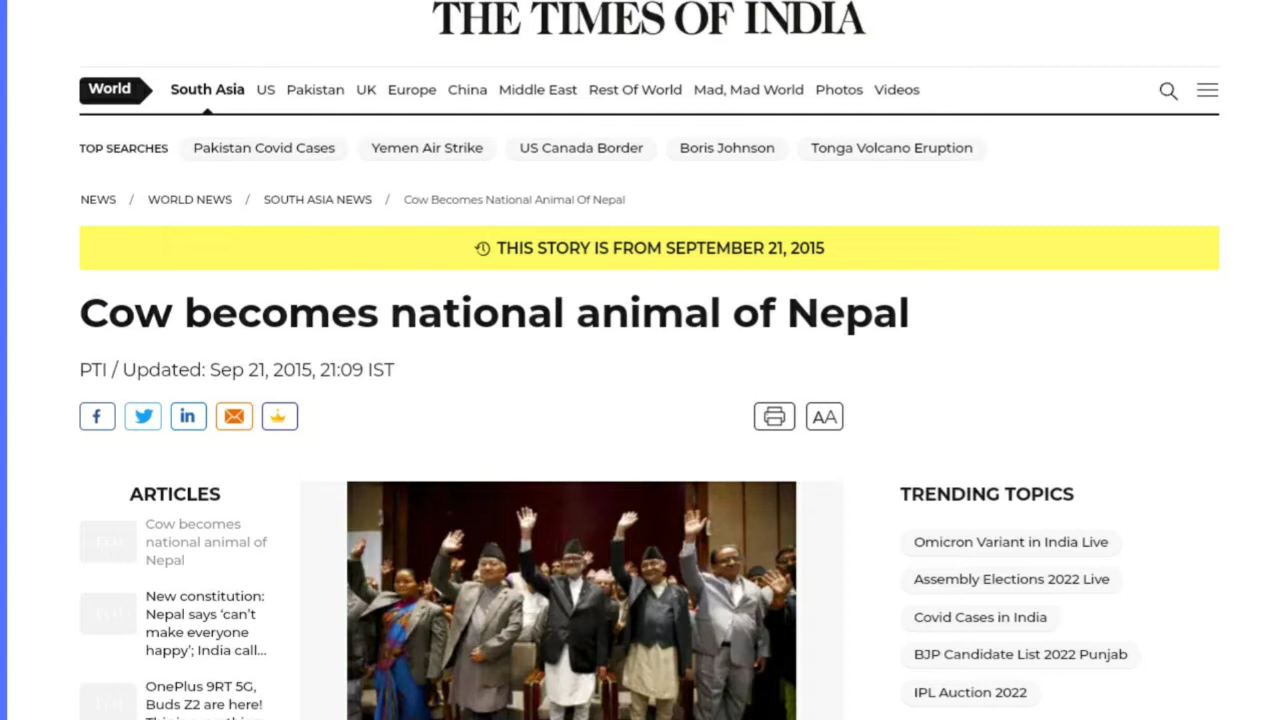 THE TIMES OF INDIA
World South Asia US Pakistan UK Europe China Middle East Rest Of World Mad, Mad World Photos Videos
TOP SEARCHES Pakistan Covid Cases Yemen Air Strike US Canada Border Boris Johnson Tonga Volcano Eruption
NEWS / WORLD NEWS / SOUTH ASIA NEWS / Cow Becomes National Animal Of Nepal
THIS STORY IS FROM SEPTEMBER 21, 2015
Cow becomes national animal of Nepal
PTI / Updated: Sep 21, 2015, 21:09 IST
AA
ARTICLES
Cow becomes
national animal of
Nepal
New constitution:
Nepal says ‘can’t
make everyone
happy’; India call...
OnePlus 9RT 5G,
Buds Z2 are here!
TRENDING TOPICS
Omicron Variant in India Live
Assembly Elections 2022 Live
Covid Cases in India
BJP Candidate List 2022 Punjab
IPL Auction 2022